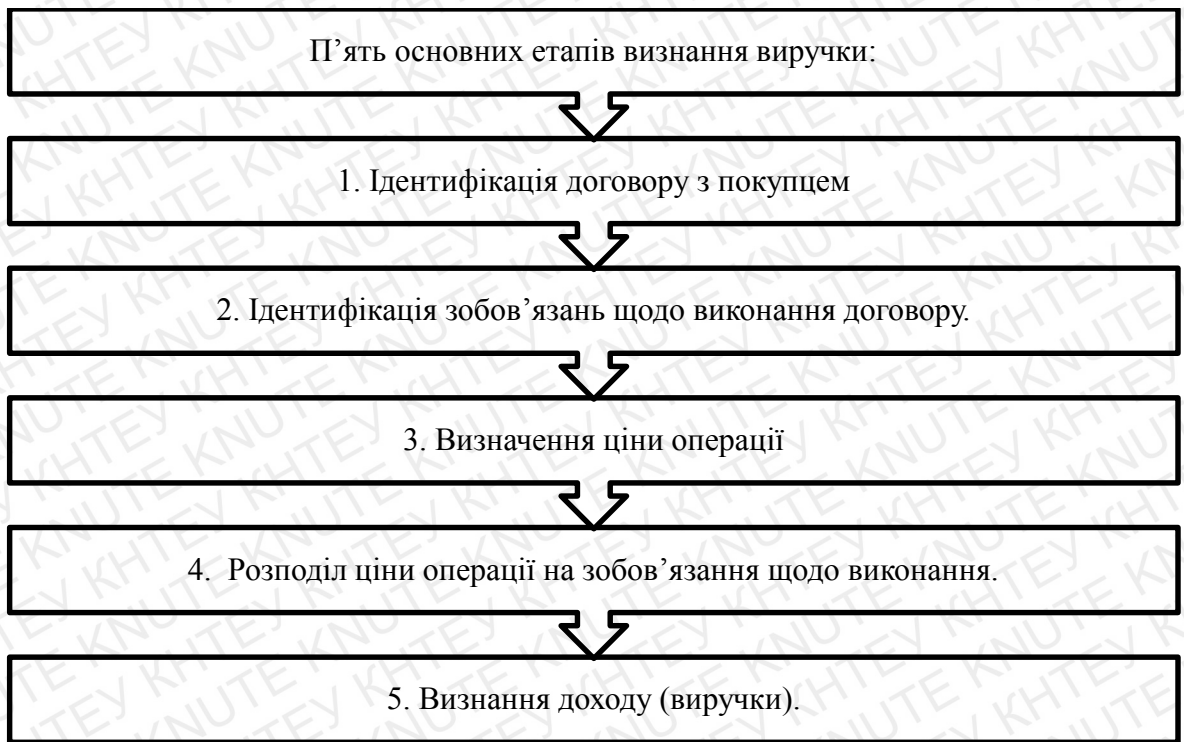 П’ять основних етапів визнання виручки:
1. Ідентифікація договору з покупцем
2. Ідентифікація зобов’язань щодо виконання договору.
3. Визначення ціни операції
4. Розподіл ціни операції на зобов’язання щодо виконання.
5. Визнання доходу (виручки).